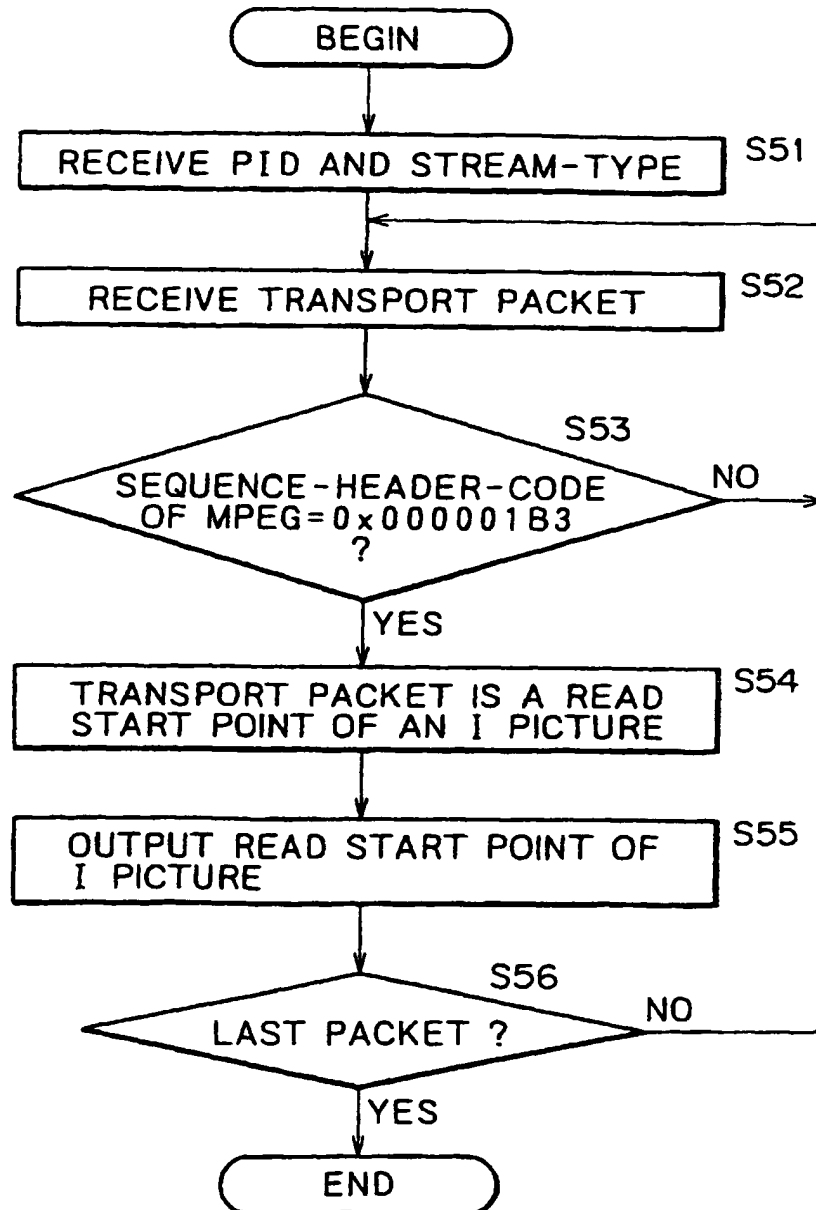 BEGIN
RECEIVE PID AND STREAM-TYPE
S51
RECEIVE TRANSPORT PACKET
S52
S53
SEQUENCE-HEADER-CODE
OF MPEG=0x000001B3
?
NO
YES
TRANSPORT PACKET IS A READ
START POINT OF AN I PICTURE
S54
OUTPUT READ START POINT OF
I PICTURE
S55
S56
LAST PACKET ?
NO
YES
END